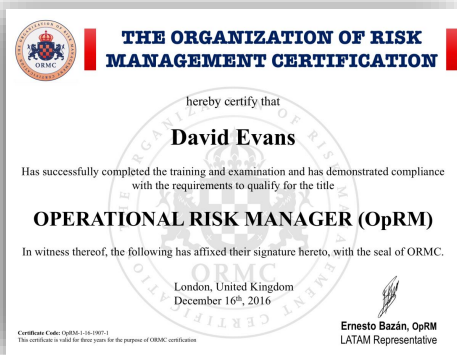 THE ORGANIZATION OF RISK
MANAGEMENT CERTIFICATION
ORMC
hereby certify that
David Evans
Has successfully completed the training and examination and has demonstrated compliance
with the requirements to qualify for the title
OPERATIONAL RISK MANAGER (OpRM)
In witness thereof, the following has affixed their signature hereto, with the seal of ORMC.
London, United Kingdom
December 16th, 2016
Ernesto Bazán, OpRM
LATAM Representative
Certificate Code: OpRM-1-16-1907-1
This certificate is valid for three years for the purpose of ORMC certification
ORMC